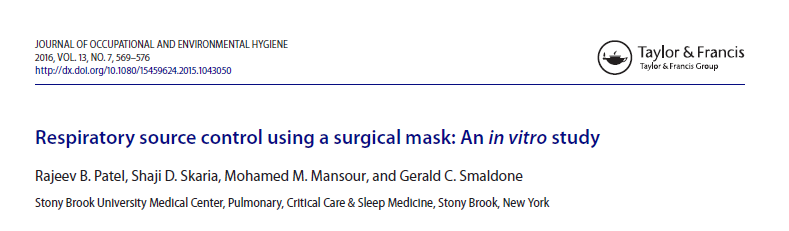 JOURNAL OF OCCUPATIONAL AND ENVIRONMENTAL HYGIENE
2016, VOL. 13, NO. 7, 569–576
http://dx.doi.org/10.1080/15459624.2015.1043050
Taylor & Francis
Taylor & Francis Group
Respiratory source control using a surgical mask: An in vitro study
Rajeev B. Patel, Shaji D. Skaria, Mohamed M. Mansour, and Gerald C. Smaldone
Stony Brook University Medical Center, Pulmonary, Critical Care & Sleep Medicine, Stony Brook, New York